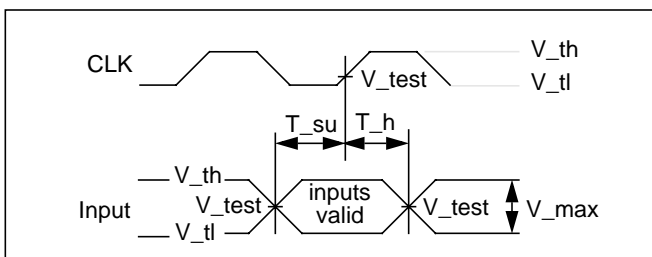 CLK
V_th
V_test
V_tl
T_su
T_h
V_th
inputs
valid
V_test
V_test
Input
V_max
V_tl